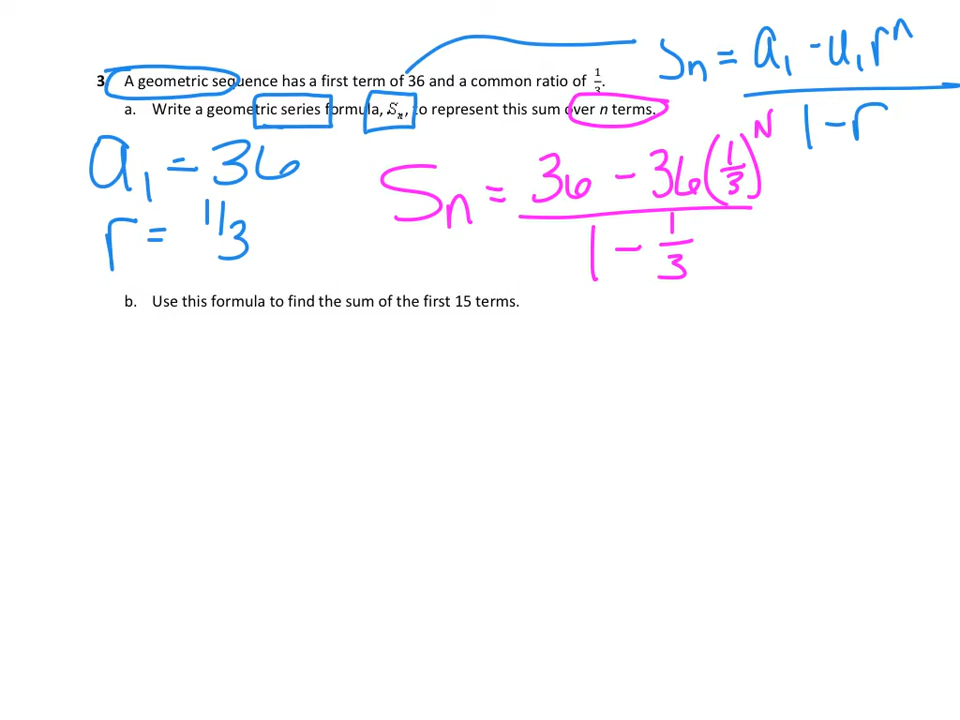 3 A geometric sequence has a first term of 36 and a common ratio of 1/3.
Sn = a1 - a1 r^n / 1 - r
a. Write a geometric series formula, Sn, to represent this sum over n terms.
a1 = 36
r = 1/3
Sn = 36 - 36(1/3)^N / 1 - 1/3
b. Use this formula to find the sum of the first 15 terms.